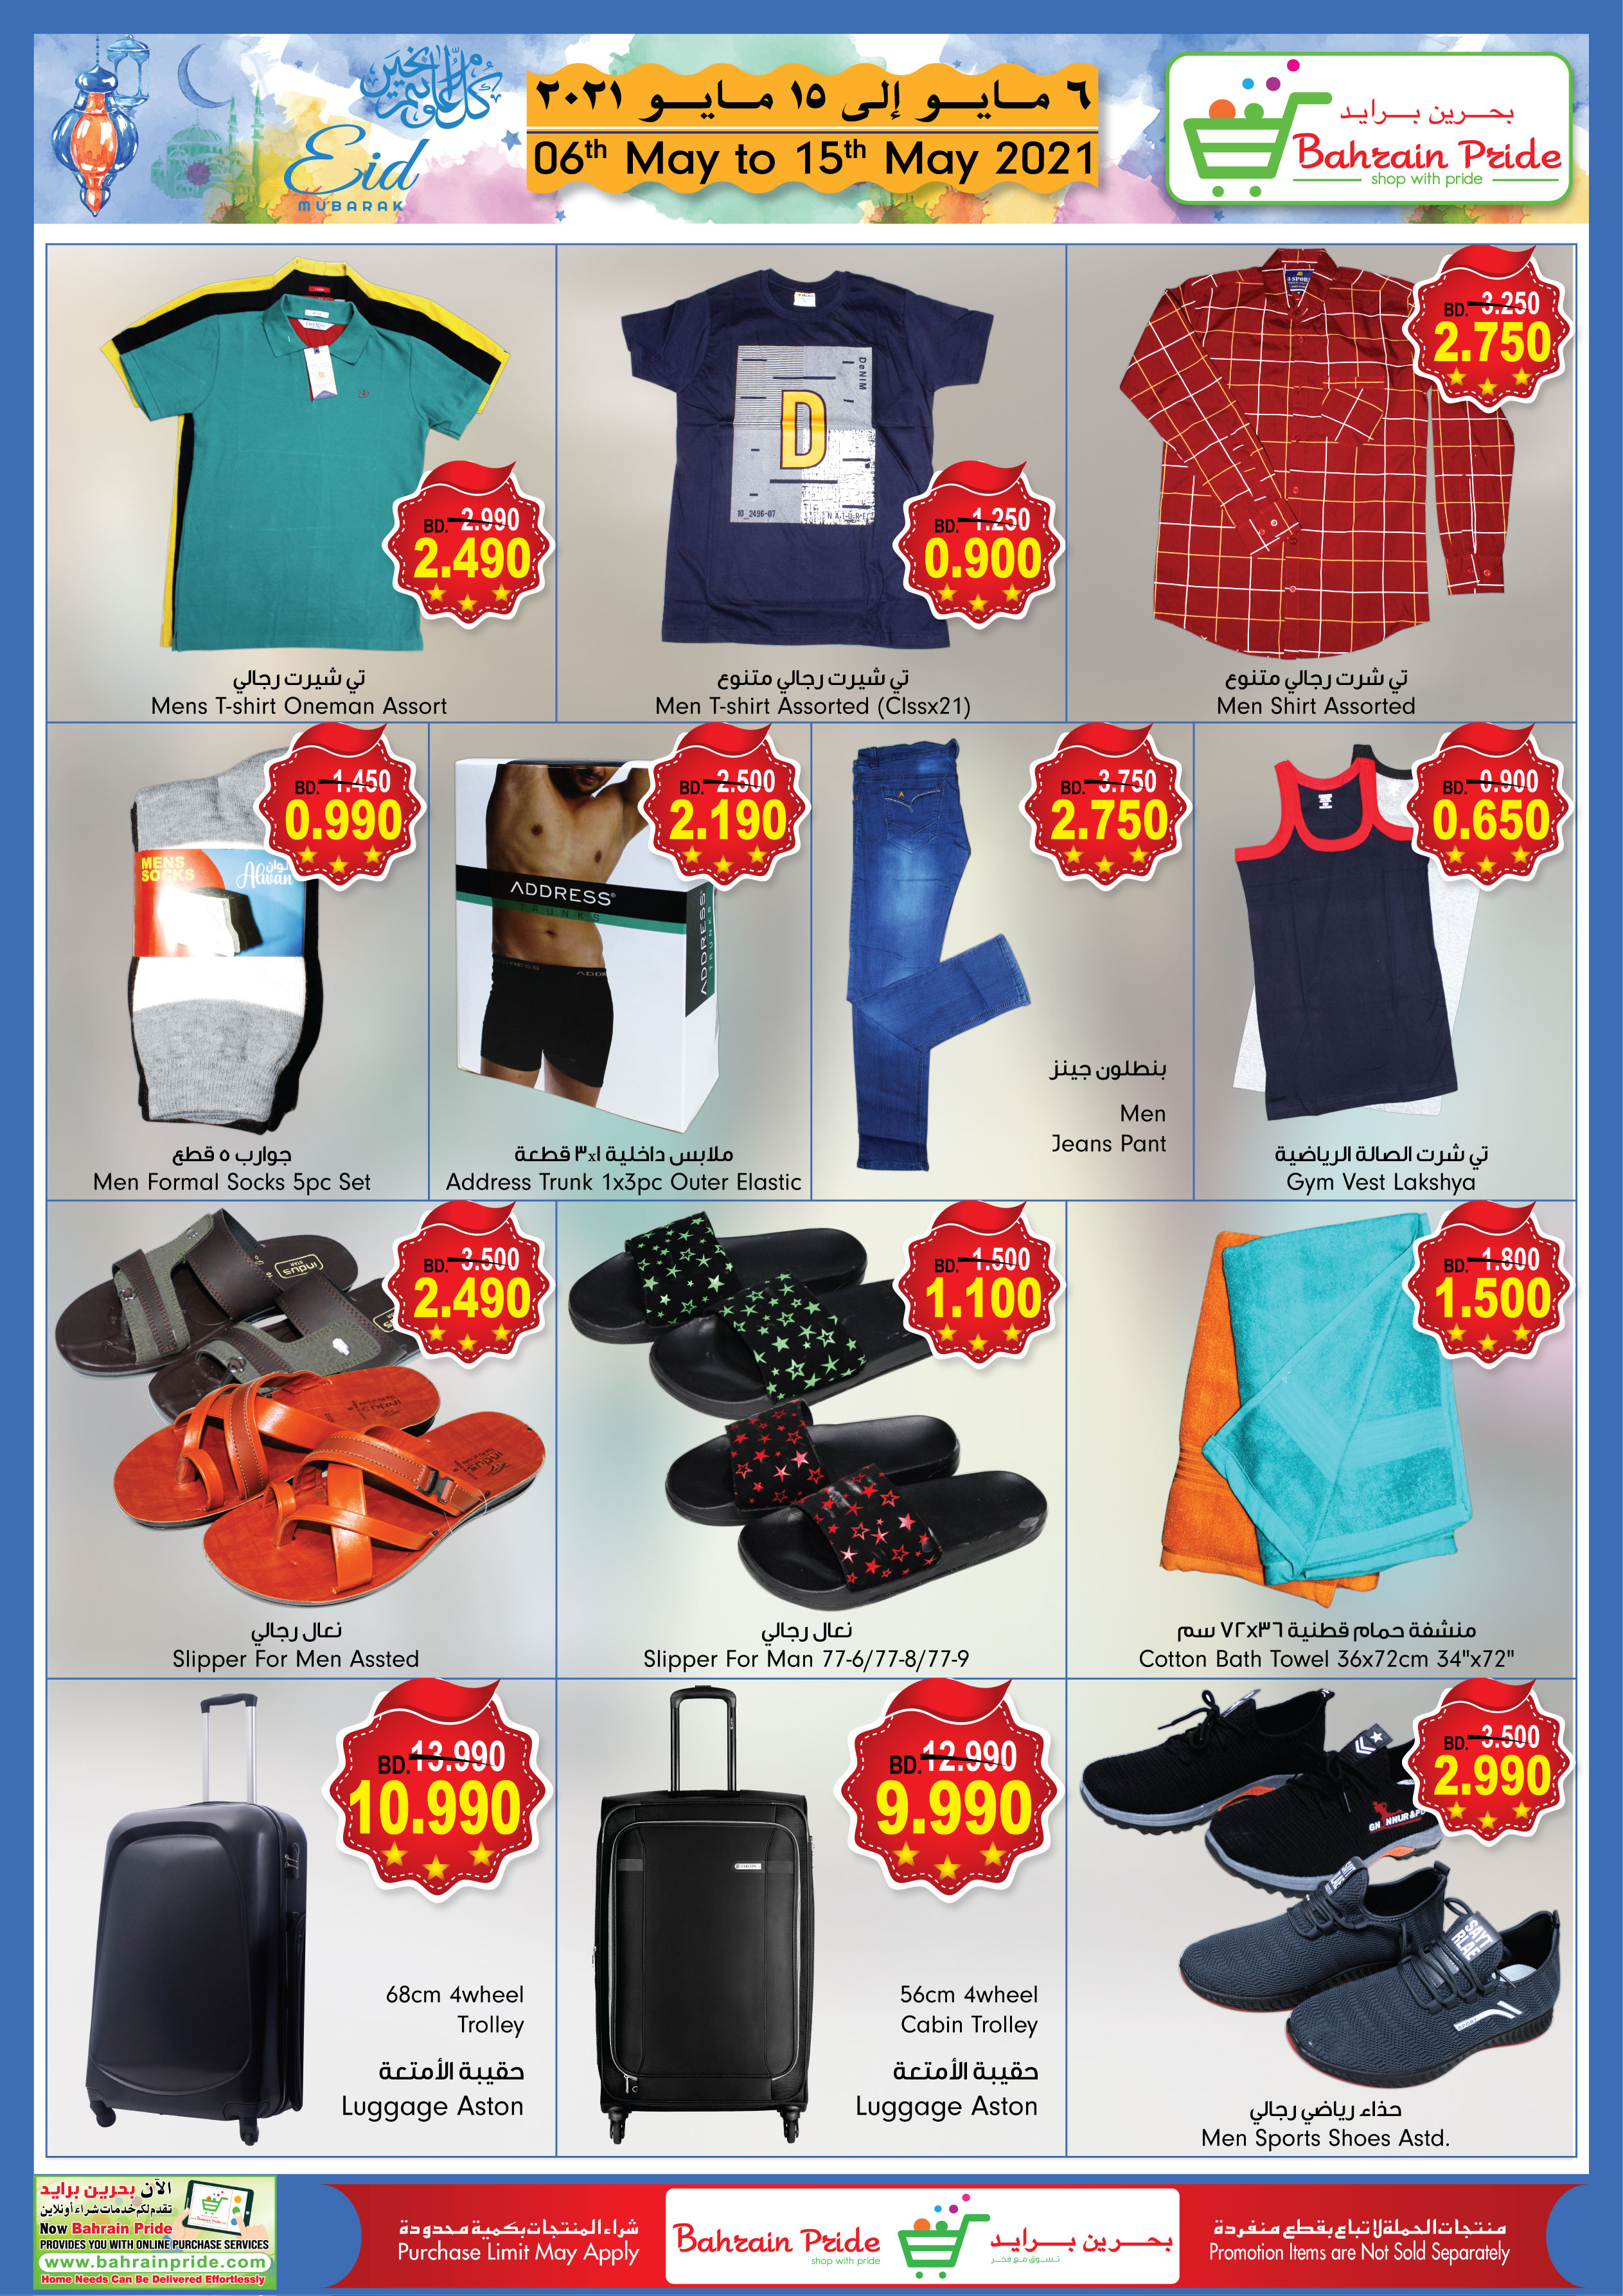 كل عام وأنتم بخير
Eid
MUBARAK
٦ مايو إلى ١٥ مايو ٢٠٢١
06th May to 15th May 2021
بحرين برايد
Bahrain Pride
shop with pride
BD. 2.990
2.490
تي شيرت رجالي
Mens T-shirt Oneman Assort
DeNIM
D
10_2496-07
NATURE
BD. 1.250
0.900
تي شيرت رجالي متنوع
Men T-shirt Assorted (Clssx21)
BD. 3.250
2.750
تي شرت رجالي متنوع
Men Shirt Assorted
MENS
SOCKS
ألوان
Alwan
BD. 1.450
0.990
جوارب ٥ قطع
Men Formal Socks 5pc Set
ADDRESS
TRUNKS
ADDRESS
TRUNKS
BD. 2.500
2.190
ملابس داخلية ٣x١ قطعة
Address Trunk 1x3pc Outer Elastic
BD. 3.750
2.750
بنطلون جينز
Men
Jeans Pant
BD. 0.900
0.650
تي شرت الصالة الرياضية
Gym Vest Lakshya
indus
STAR
indus
BD. 3.500
2.490
نعال رجالي
Slipper For Men Assted
BD. 1.500
1.100
نعال رجالي
Slipper For Man 77-6/77-8/77-9
BD. 1.800
1.500
منشفة حمام قطنية ٣٦x٧٢ سم
Cotton Bath Towel 36x72cm 34"x72"
BD. 13.990
10.990
68cm 4wheel
Trolley
حقيبة الأمتعة
Luggage Aston
BD. 12.990
9.990
56cm 4wheel
Cabin Trolley
حقيبة الأمتعة
Luggage Aston
BD. 3.500
2.990
SAYT
RLAE
SPORT
حذاء رياضي رجالي
Men Sports Shoes Astd.
الآن بحرين برايد
تقدم لكم خدمات شراء أونلاين
Now Bahrain Pride
PROVIDES YOU WITH ONLINE PURCHASE SERVICES
www.bahrainpride.com
Home Needs Can Be Delivered Effortlessly
شراء المنتجات بكمية محدودة
Purchase Limit May Apply
Bahrain Pride
shop with pride
بحرين برايد
تسوق مع فخر
منتجات الحملة لا تباع بقطع منفردة
Promotion Items are Not Sold Separately